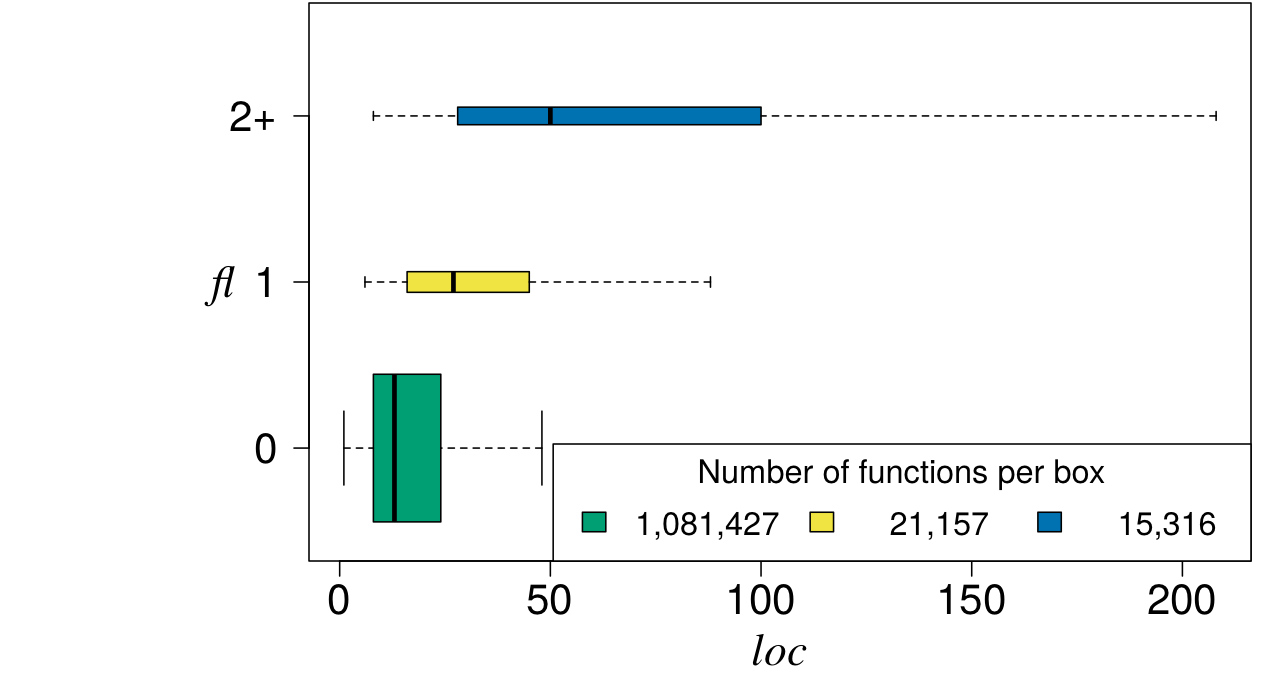 2+
fl 1
0
Number of functions per box
1,081,427 21,157 15,316
0 50 100 150 200
loc